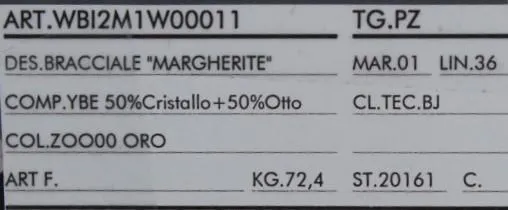 ART.WBI2M1W00011 TG.PZ
DES.BRACCIALE "MARGHERITE" MAR.01 LIN.36
COMP.YBE 50%Cristallo+50%Otto CL.TEC.BJ
COL.ZOO00 ORO
ART F. KG.72,4 ST.20161 C.